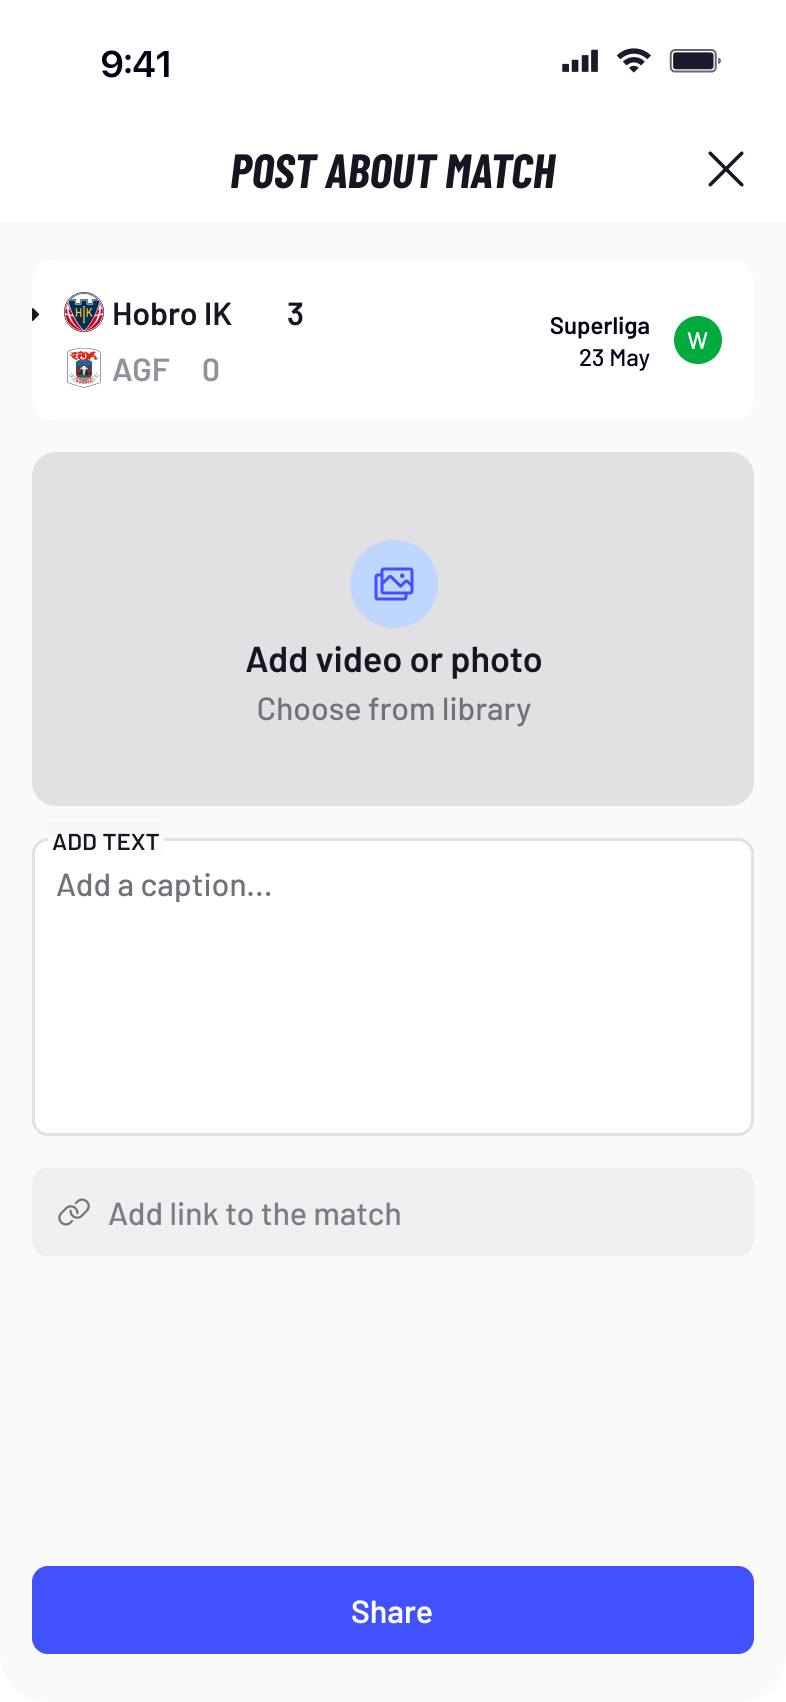 9:41
POST ABOUT MATCH
Hobro IK 3
AGF 0
Superliga
23 May
W
Add video or photo
Choose from library
ADD TEXT
Add a caption...
Add link to the match
Share